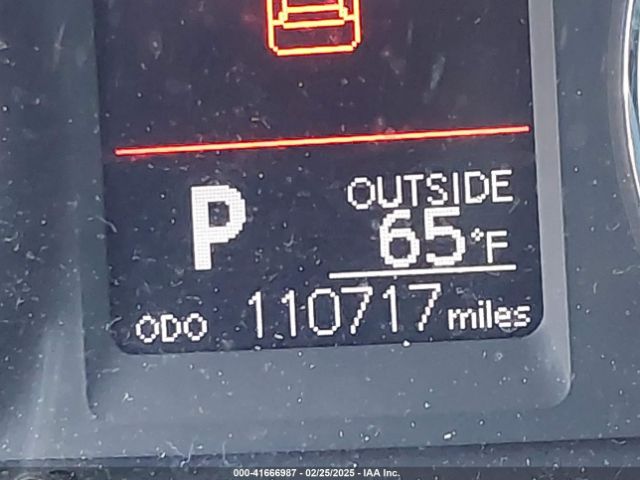 P
OUTSIDE
65°F
ODO 110717 miles
000-41666987 - 02/25/2025 - IAA Inc.